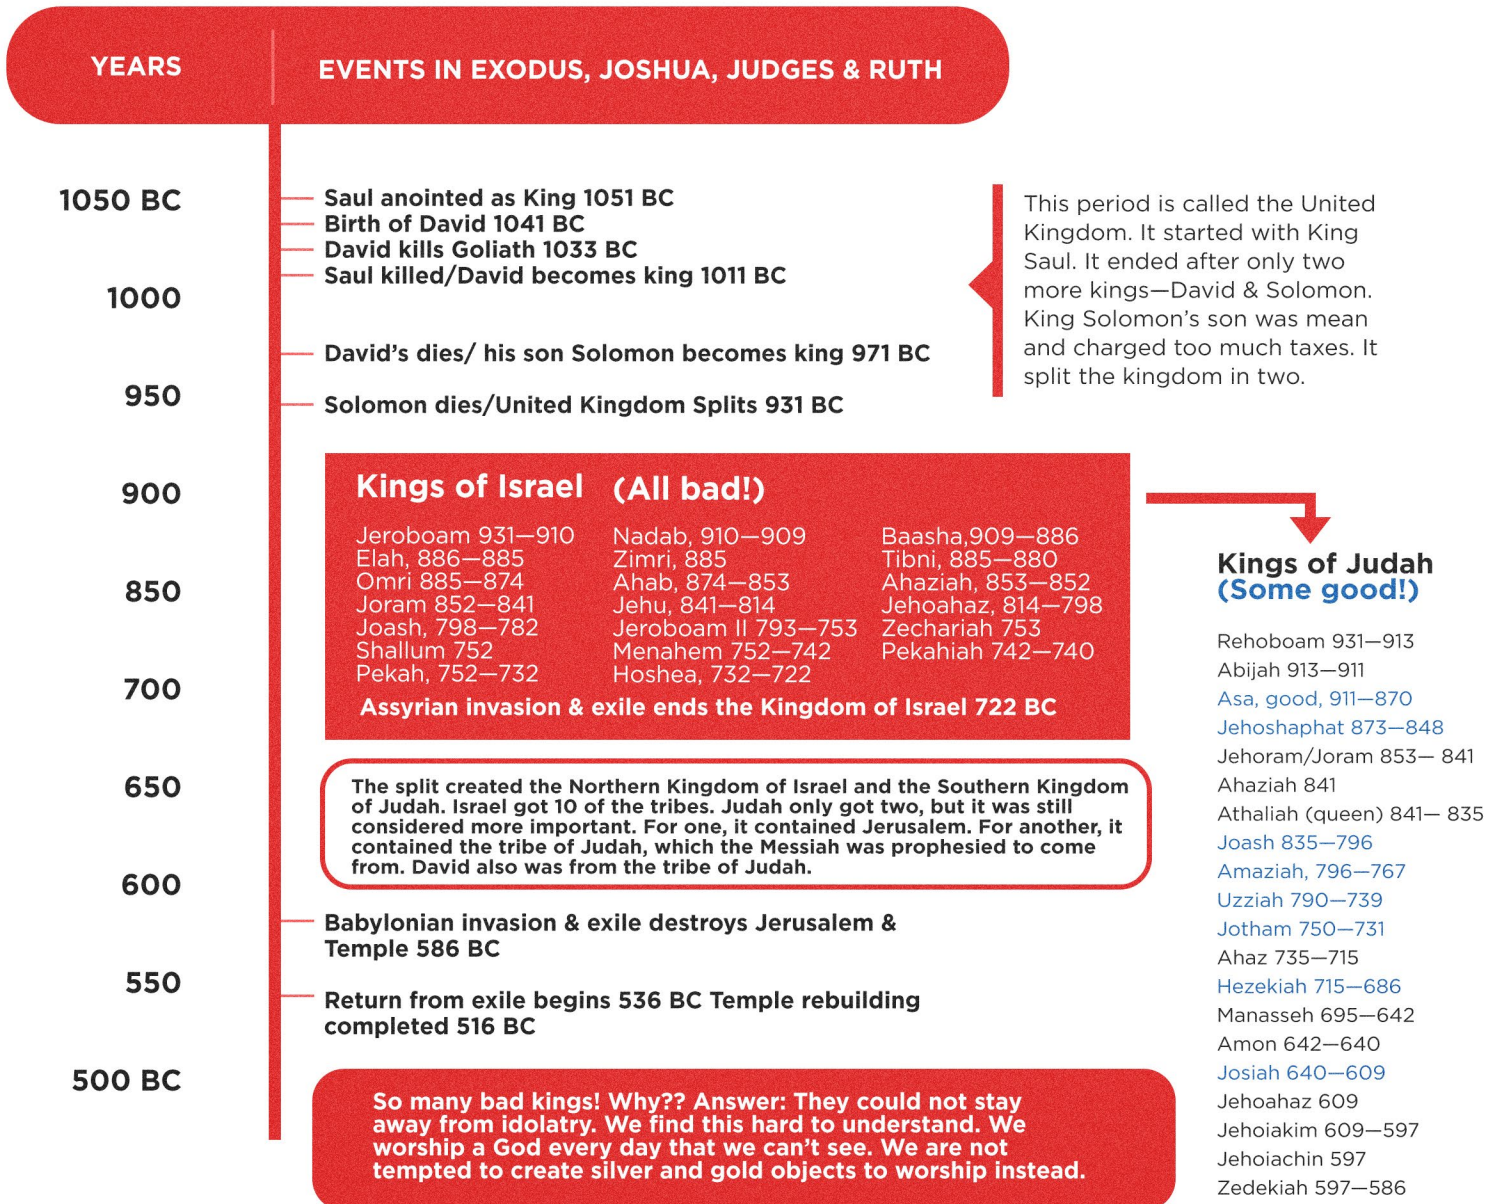 YEARS
EVENTS IN EXODUS, JOSHUA, JUDGES & RUTH
1050 BC
1000
950
900
850
700
650
600
550
500 BC
Saul anointed as King 1051 BC
Birth of David 1041 BC
David kills Goliath 1033 BC
Saul killed/David becomes king 1011 BC
David's dies/ his son Solomon becomes king 971 BC
Solomon dies/United Kingdom Splits 931 BC
This period is called the United
Kingdom. It started with King
Saul. It ended after only two
more kings—David & Solomon.
King Solomon's son was mean
and charged too much taxes. It
split the kingdom in two.
Kings of Israel (All bad!)
Jeroboam 931—910 Nadab, 910—909 Baasha,909—886
Elah, 886—885 Zimri, 885 Tibni, 885—880
Omri 885—874 Ahab, 874—853 Ahaziah, 853—852
Joram 852—841 Jehu, 841—814 Jehoahaz, 814—798
Joash, 798—782 Jeroboam II 793—753 Zechariah 753
Shallum 752 Menahem 752—742 Pekahiah 742—740
Pekah, 752—732 Hoshea, 732—722
Assyrian invasion & exile ends the Kingdom of Israel 722 BC
The split created the Northern Kingdom of Israel and the Southern Kingdom
of Judah. Israel got 10 of the tribes. Judah only got two, but it was still
considered more important. For one, it contained Jerusalem. For another, it
contained the tribe of Judah, which the Messiah was prophesied to come
from. David also was from the tribe of Judah.
Babylonian invasion & exile destroys Jerusalem &
Temple 586 BC
Return from exile begins 536 BC Temple rebuilding
completed 516 BC
So many bad kings! Why?? Answer: They could not stay
away from idolatry. We find this hard to understand. We
worship a God every day that we can't see. We are not
tempted to create silver and gold objects to worship instead.
Kings of Judah
(Some good!)
Rehoboam 931—913
Abijah 913—911
Asa, good, 911—870
Jehoshaphat 873—848
Jehoram/Joram 853— 841
Ahaziah 841
Athaliah (queen) 841— 835
Joash 835—796
Amaziah, 796—767
Uzziah 790—739
Jotham 750—731
Ahaz 735—715
Hezekiah 715—686
Manasseh 695—642
Amon 642—640
Josiah 640—609
Jehoahaz 609
Jehoiakim 609—597
Jehoiachin 597
Zedekiah 597—586